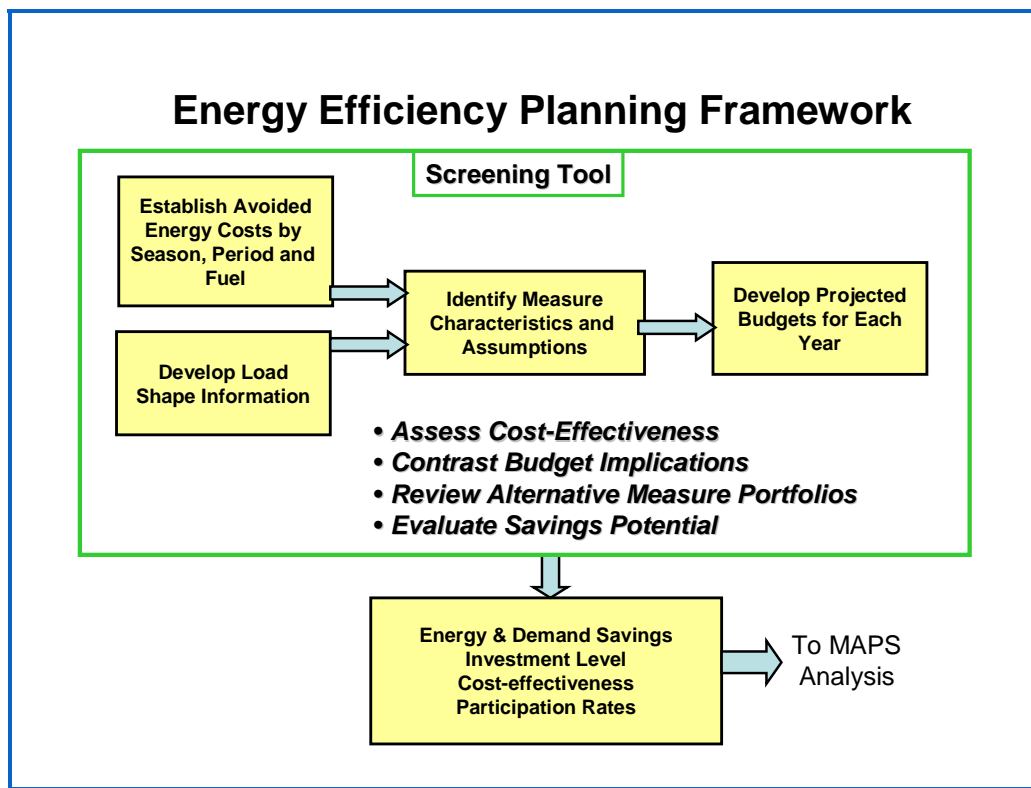 Energy Efficiency Planning Framework
Screening Tool
Establish Avoided
Energy Costs by
Season, Period and
Fuel
Develop Load
Shape Information
Identify Measure
Characteristics and
Assumptions
Develop Projected
Budgets for Each
Year
• Assess Cost-Effectiveness
• Contrast Budget Implications
• Review Alternative Measure Portfolios
• Evaluate Savings Potential
Energy & Demand Savings
Investment Level
Cost-effectiveness
Participation Rates
To MAPS
Analysis